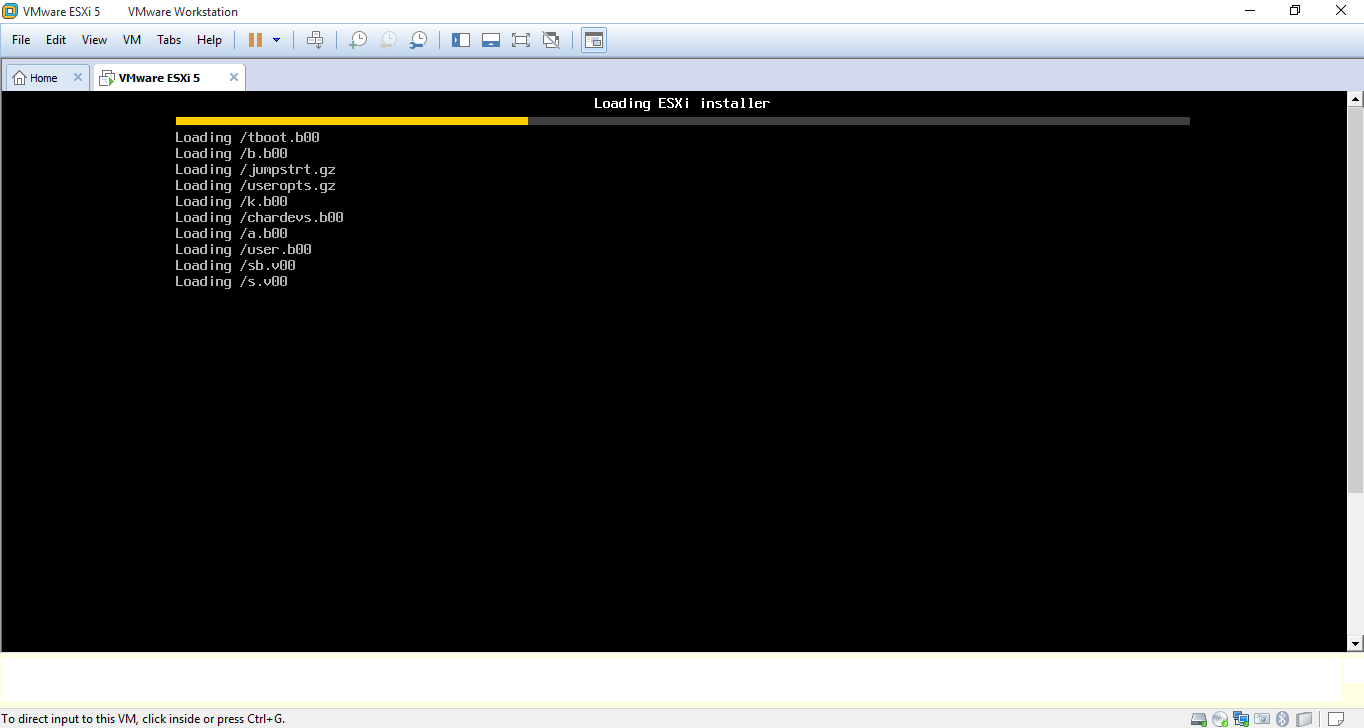 VMware ESXi 5 VMware Workstation
File Edit View VM Tabs Help
Home VMware ESXi 5
Loading ESXi installer
Loading /tboot.b00
Loading /b.b00
Loading /jumpstrt.gz
Loading /useropts.gz
Loading /k.b00
Loading /chardevs.b00
Loading /a.b00
Loading /user.b00
Loading /sb.v00
Loading /s.v00
To direct input to this VM, click inside or press Ctrl+G.